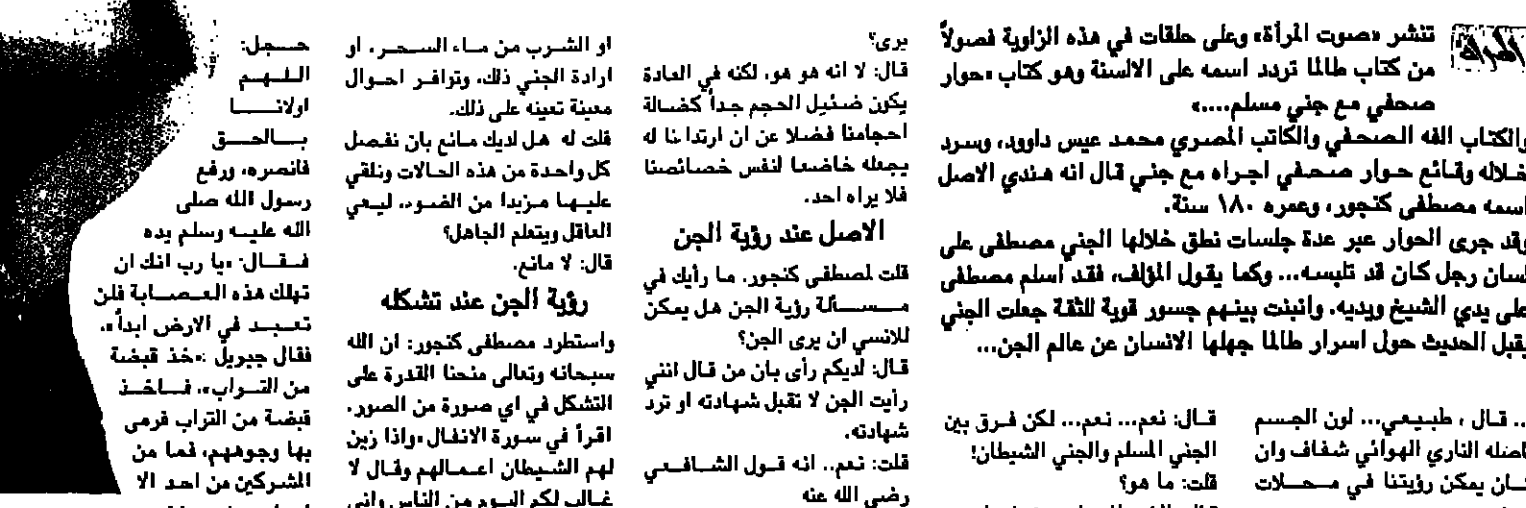 المرأة
تنشر «صوت المرأة» وعلى حلقات في هذه الزاوية فصولاً
من كتاب طالما تردد اسمه على الالسنة وهو كتاب «حوار
صحفي مع جني مسلم....»
والكتاب الفه الصحفي والكاتب المصري محمد عيس داوود، وسرد
خلاله وقائع حوار صحفي اجراه مع جني قال انه هندي الاصل
اسمه مصطفى كنجور، وعمره ١٨٠ سنة.
وقد جرى الحوار عبر عدة جلسات نطق خلالها الجني مصطفى على
لسان رجل كان قد تلبسه... وكما يقول المؤلف، فقد اسلم مصطفى
على يدي الشيخ ويديه. وانبنت بينهم جسور قوية للثقة جعلت الجني
يقبل الحديث حول اسرار طالما جهلها الانسان عن عالم الجن...
.. قال ، طبيعي... لون الجسم
الناري الهوائي شفاف وان
كان يمكن رؤيتنا في محلات
قال: نعم... نعم... لكن فرق بين
الجني المسلم والجني الشيطان!
قلت: ما هو؟
يرى؟
قال: لا انه هو هو، لكنه في العادة
يكون ضئيل الحجم جداً كضالة
احجامنا فضلا عن ان ارتدا نا له
يجعله خاضعا لنفس خصائصنا
فلا يراه احد.
الاصل عند رؤية الجن
قلت لمصطفى كنجور. ما رأيك في
مسألة رؤية الجن هل يمكن
للانسي ان يرى الجن؟
قال: لديكم رأى بان من قال انني
رأيت الجن لا تقبل شهادته او ترد
شهادته.
قلت: نعم.. انه قول الشافعي
رضي الله عنه
او الشرب من ماء السحر، او
ارادة الجني ذلك، وتوافر احوال
معينة تعينه على ذلك.
قلت له هل لديك مانع بان نفصل
كل واحدة من هذه الحالات ونلقي
عليها مزيدا من الضوء، ليعي
العاقل ويتعلم الجاهل؟
قال: لا مانع.
رؤية الجن عند تشكله
واستطرد مصطفى كنجور: ان الله
سبحانه وتعالى منحنا القدرة على
التشكل في اي صورة من الصور.
اقرأ في سورة الانفال «واذا زين
لهم الشيطان اعمالهم وقال لا
غالب لكم اليوم من الناس واني
حجل:
اللهم
اولانا
بالحق
فانصره، ورفع
رسول الله صلى
الله عليه وسلم يده
فقال: «يا رب انك ان
تهلك هذه العصابة فلن
تعبد في الارض ابداً».
فقال جبريل :«خذ قبضة
من التراب»، فاخذ
قبضة من التراب فرمى
بها وجوههم، فما من
المشركين من احد الا